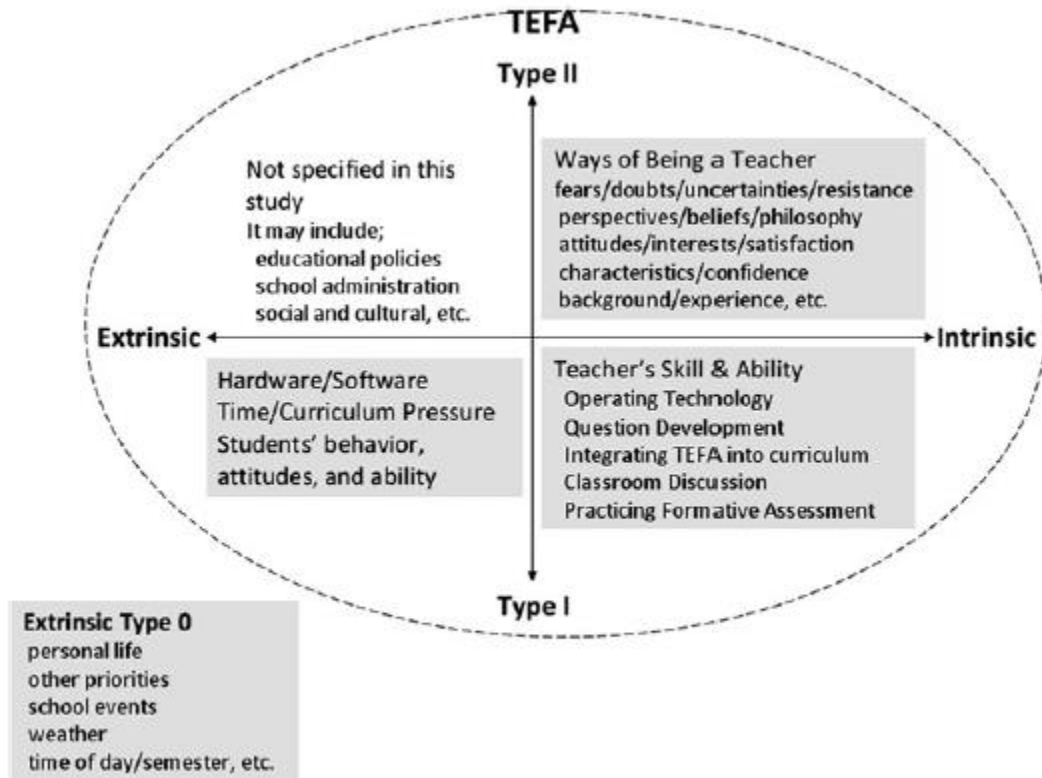 TEFA
Type II
Not specified in this
study
It may include;
educational policies
school administration
social and cultural, etc.
Ways of Being a Teacher
fears/doubts/uncertainties/resistance
perspectives/beliefs/philosophy
attitudes/interests/satisfaction
characteristics/confidence
background/experience, etc.
Extrinsic
Intrinsic
Hardware/Software
Time/Curriculum Pressure
Students' behavior,
attitudes, and ability
Teacher's Skill & Ability
Operating Technology
Question Development
Integrating TEFA into curriculum
Classroom Discussion
Practicing Formative Assessment
Type I
Extrinsic Type 0
personal life
other priorities
school events
weather
time of day/semester, etc.